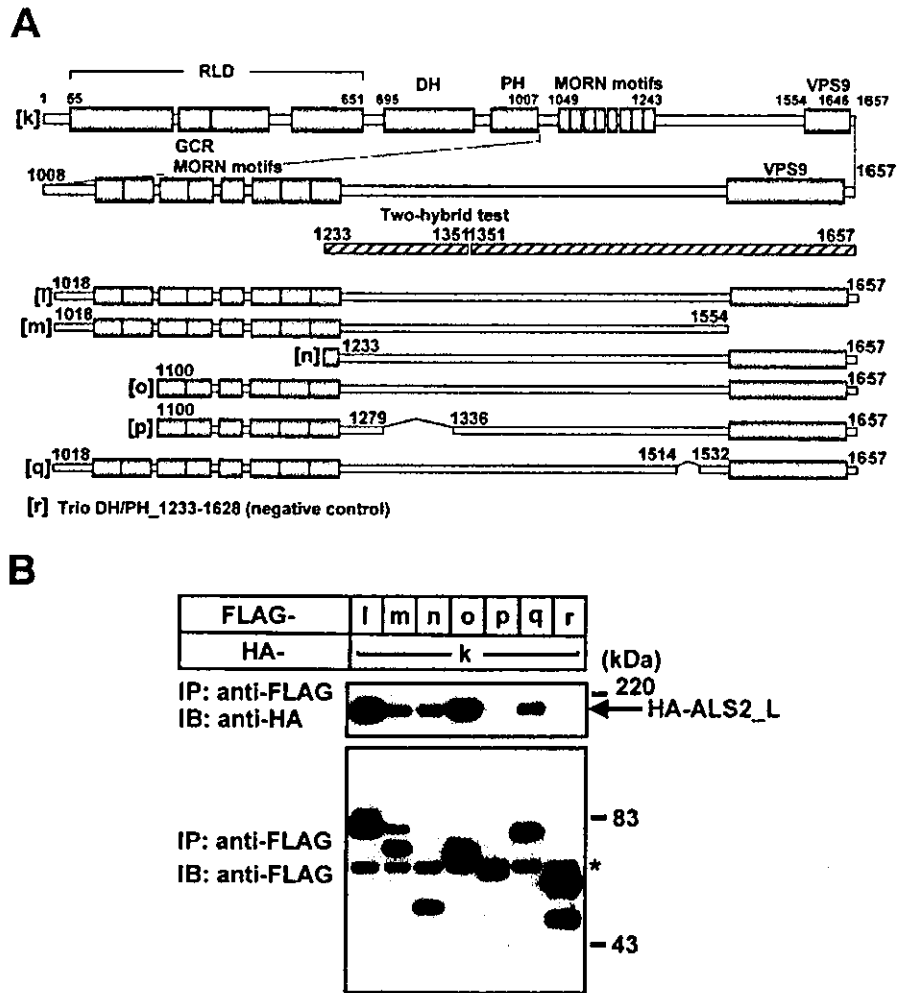 A
RLD
DH
PH
MORN motifs
VPS9
1 65 651 695 1007 1049 1243 1554 1646 1657
[k]
GCR
MORN motifs
1008 VPS9 1657
Two-hybrid test
1233 1351 1351 1657
[l] 1018 1657
[m] 1018 1554
[n] 1233 1657
[o] 1100 1657
[p] 1100 1279 1336 1657
[q] 1018 1514 1532 1657
[r] Trio DH/PH_1233-1628 (negative control)
B
FLAG- l m n o p q r
HA- k (kDa)
IP: anti-FLAG
IB: anti-HA
220
HA-ALS2_L
83
IP: anti-FLAG
IB: anti-FLAG
*
43